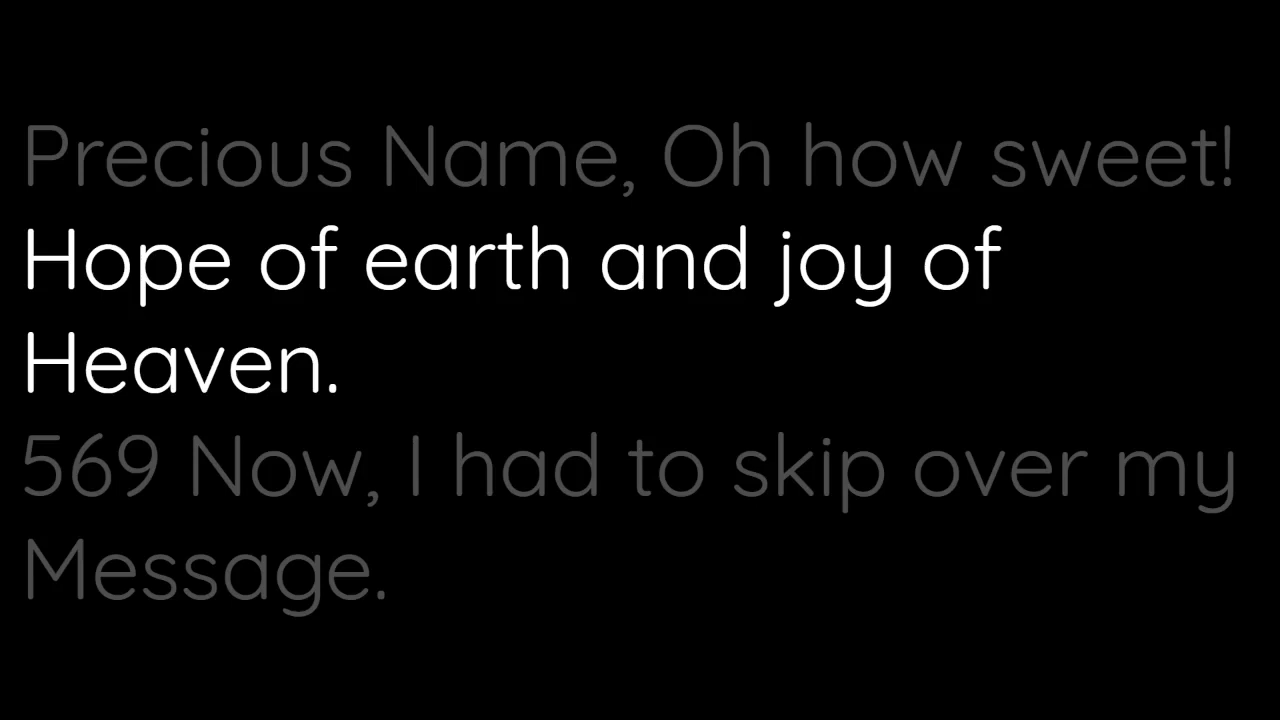 Precious Name, Oh how sweet!
Hope of earth and joy of
Heaven.
569 Now, I had to skip over my
Message.